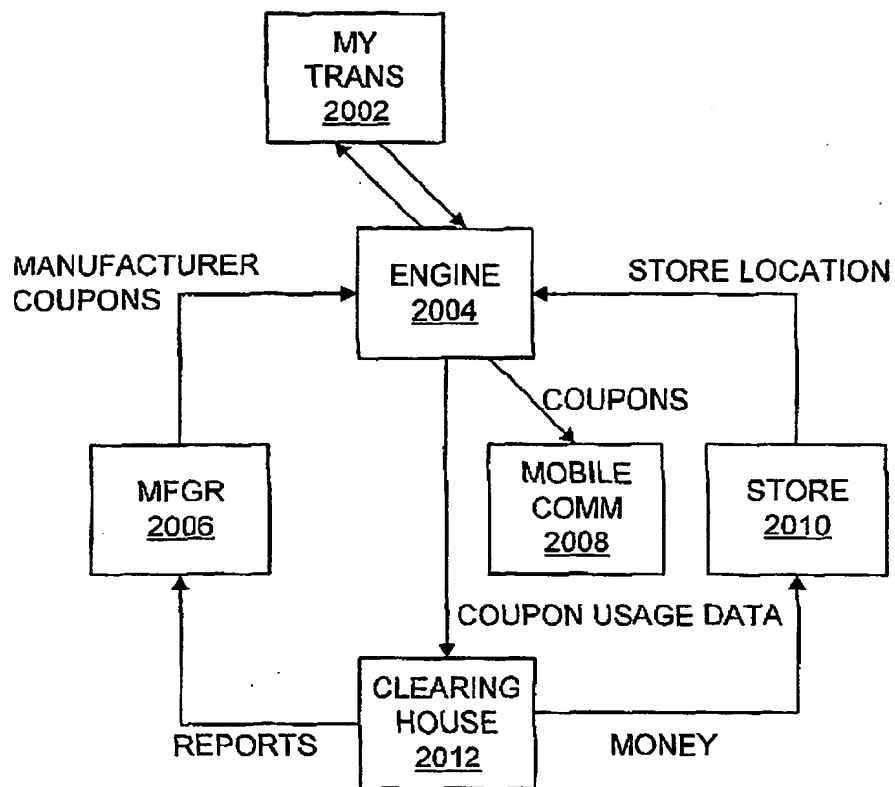 MY
TRANS
2002
MANUFACTURER
COUPONS
ENGINE
2004
STORE LOCATION
COUPONS
MFGR
2006
MOBILE
COMM
2008
STORE
2010
COUPON USAGE DATA
CLEARING
HOUSE
2012
REPORTS
MONEY